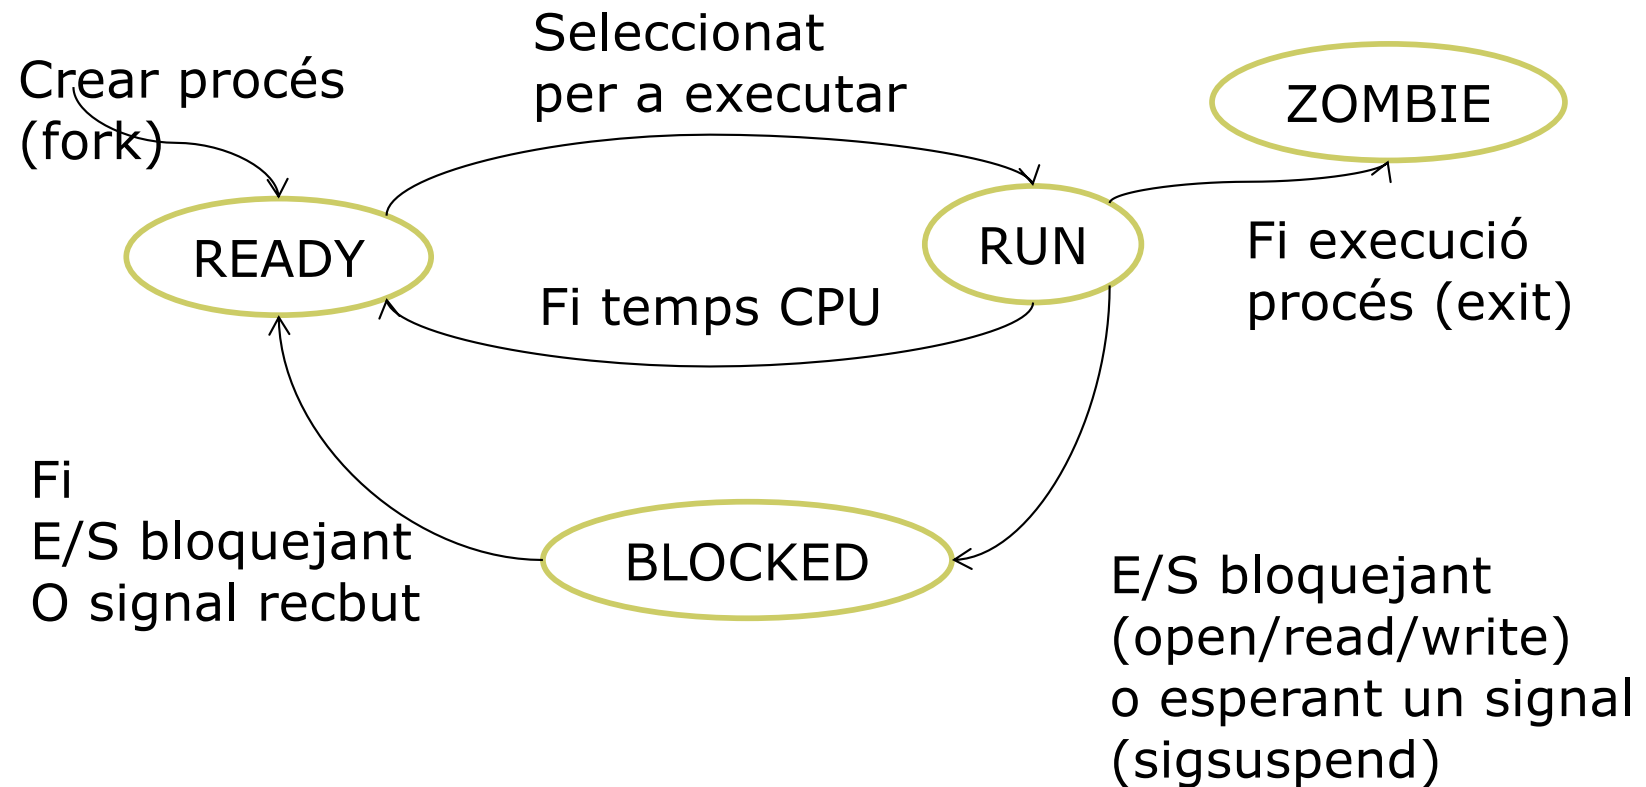 Crear procés
(fork)
Seleccionat
per a executar
ZOMBIE
READY
RUN
Fi execució
procés (exit)
Fi temps CPU
Fi
E/S bloquejant
O signal recbut
BLOCKED
E/S bloquejant
(open/read/write)
o esperant un signal
(sigsuspend)